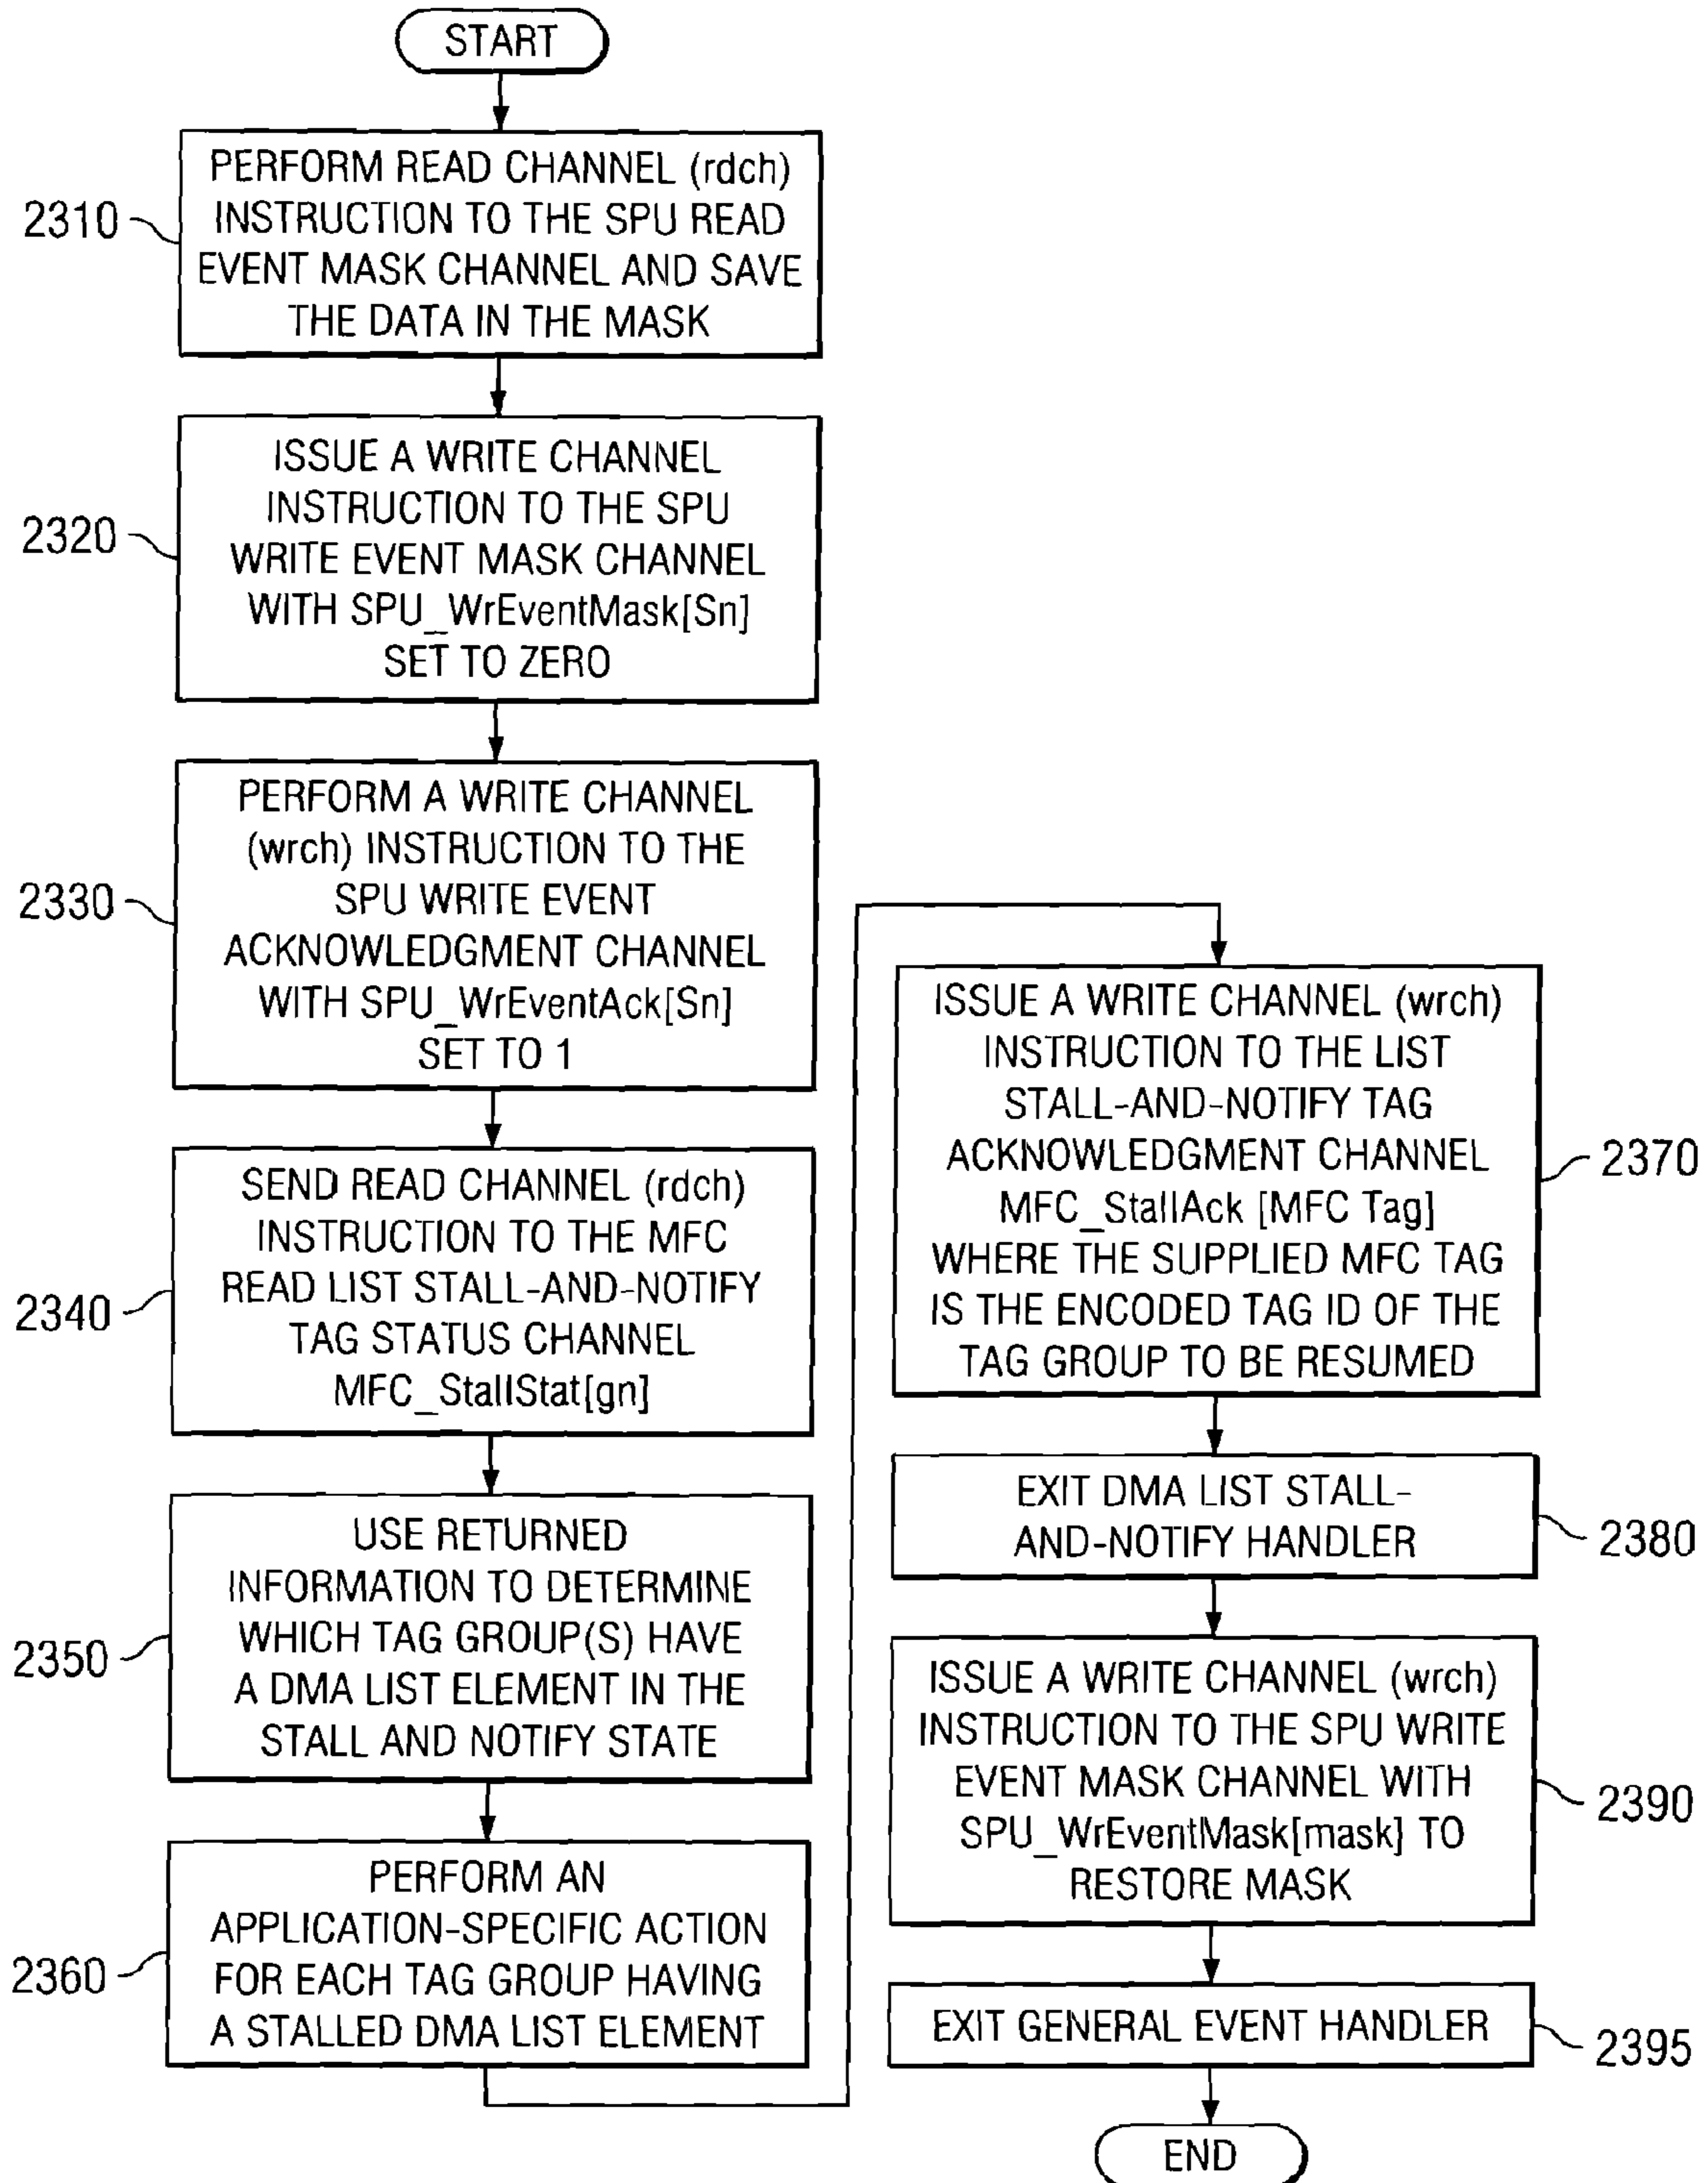 START
2310
PERFORM READ CHANNEL (rdch)
INSTRUCTION TO THE SPU READ
EVENT MASK CHANNEL AND SAVE
THE DATA IN THE MASK
2320
ISSUE A WRITE CHANNEL
INSTRUCTION TO THE SPU
WRITE EVENT MASK CHANNEL
WITH SPU_WrEventMask[Sn]
SET TO ZERO
2330
PERFORM A WRITE CHANNEL
(wrch) INSTRUCTION TO THE
SPU WRITE EVENT
ACKNOWLEDGMENT CHANNEL
WITH SPU_WrEventAck[Sn]
SET TO 1
2340
SEND READ CHANNEL (rdch)
INSTRUCTION TO THE MFC
READ LIST STALL-AND-NOTIFY
TAG STATUS CHANNEL
MFC_StallStat[gn]
2350
USE RETURNED
INFORMATION TO DETERMINE
WHICH TAG GROUP(S) HAVE
A DMA LIST ELEMENT IN THE
STALL AND NOTIFY STATE
2360
PERFORM AN
APPLICATION-SPECIFIC ACTION
FOR EACH TAG GROUP HAVING
A STALLED DMA LIST ELEMENT
ISSUE A WRITE CHANNEL (wrch)
INSTRUCTION TO THE LIST
STALL-AND-NOTIFY TAG
ACKNOWLEDGMENT CHANNEL
MFC_StallAck [MFC Tag]
WHERE THE SUPPLIED MFC TAG
IS THE ENCODED TAG ID OF THE
TAG GROUP TO BE RESUMED
2370
EXIT DMA LIST STALL-
AND-NOTIFY HANDLER
2380
ISSUE A WRITE CHANNEL (wrch)
INSTRUCTION TO THE SPU WRITE
EVENT MASK CHANNEL WITH
SPU_WrEventMask[mask] TO
RESTORE MASK
2390
EXIT GENERAL EVENT HANDLER
2395
END